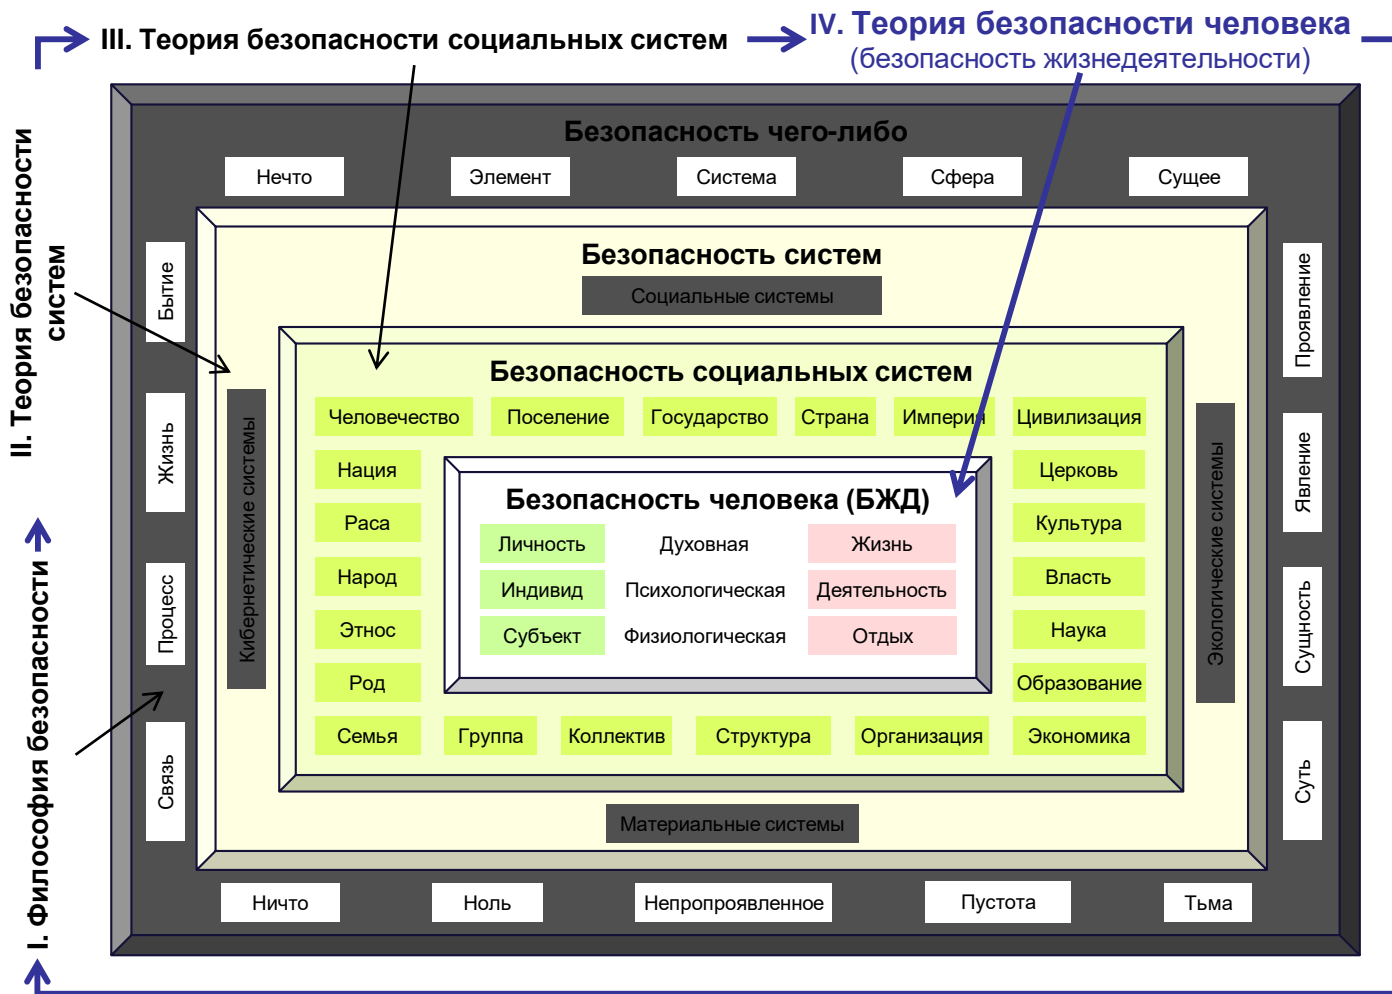 III. Теория безопасности социальных систем
IV. Теория безопасности человека
(безопасность жизнедеятельности)
II. Теория безопасности
систем
I. Философия безопасности
Безопасность чего-либо
Нечто
Элемент
Система
Сфера
Сущее
Бытие
Жизнь
Процесс
Связь
Проявление
Явление
Сущность
Суть
Ничто
Ноль
Непропроявленное
Пустота
Тьма
Безопасность систем
Социальные системы
Кибернетические системы
Экологические системы
Материальные системы
Безопасность социальных систем
Человечество
Поселение
Государство
Страна
Империя
Цивилизация
Нация
Раса
Народ
Этнос
Род
Семья
Группа
Коллектив
Структура
Организация
Экономика
Церковь
Культура
Власть
Наука
Образование
Безопасность человека (БЖД)
Личность Духовная Жизнь
Индивид Психологическая Деятельность
Субъект Физиологическая Отдых